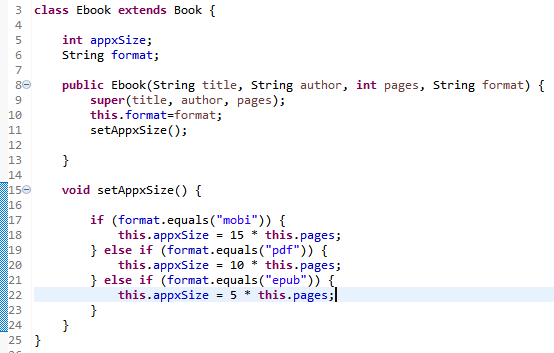 3 class Ebook extends Book {
4
5     int appxSize;
6     String format;
7
8     public Ebook(String title, String author, int pages, String format) {
9         super(title, author, pages);
10         this.format=format;
11         setAppxSize();
12
13     }
14
15     void setAppxSize() {
16
17         if (format.equals("mobi")) {
18             this.appxSize = 15 * this.pages;
19         } else if (format.equals("pdf")) {
20             this.appxSize = 10 * this.pages;
21         } else if (format.equals("epub")) {
22             this.appxSize = 5 * this.pages;
23         }
24     }
25 }